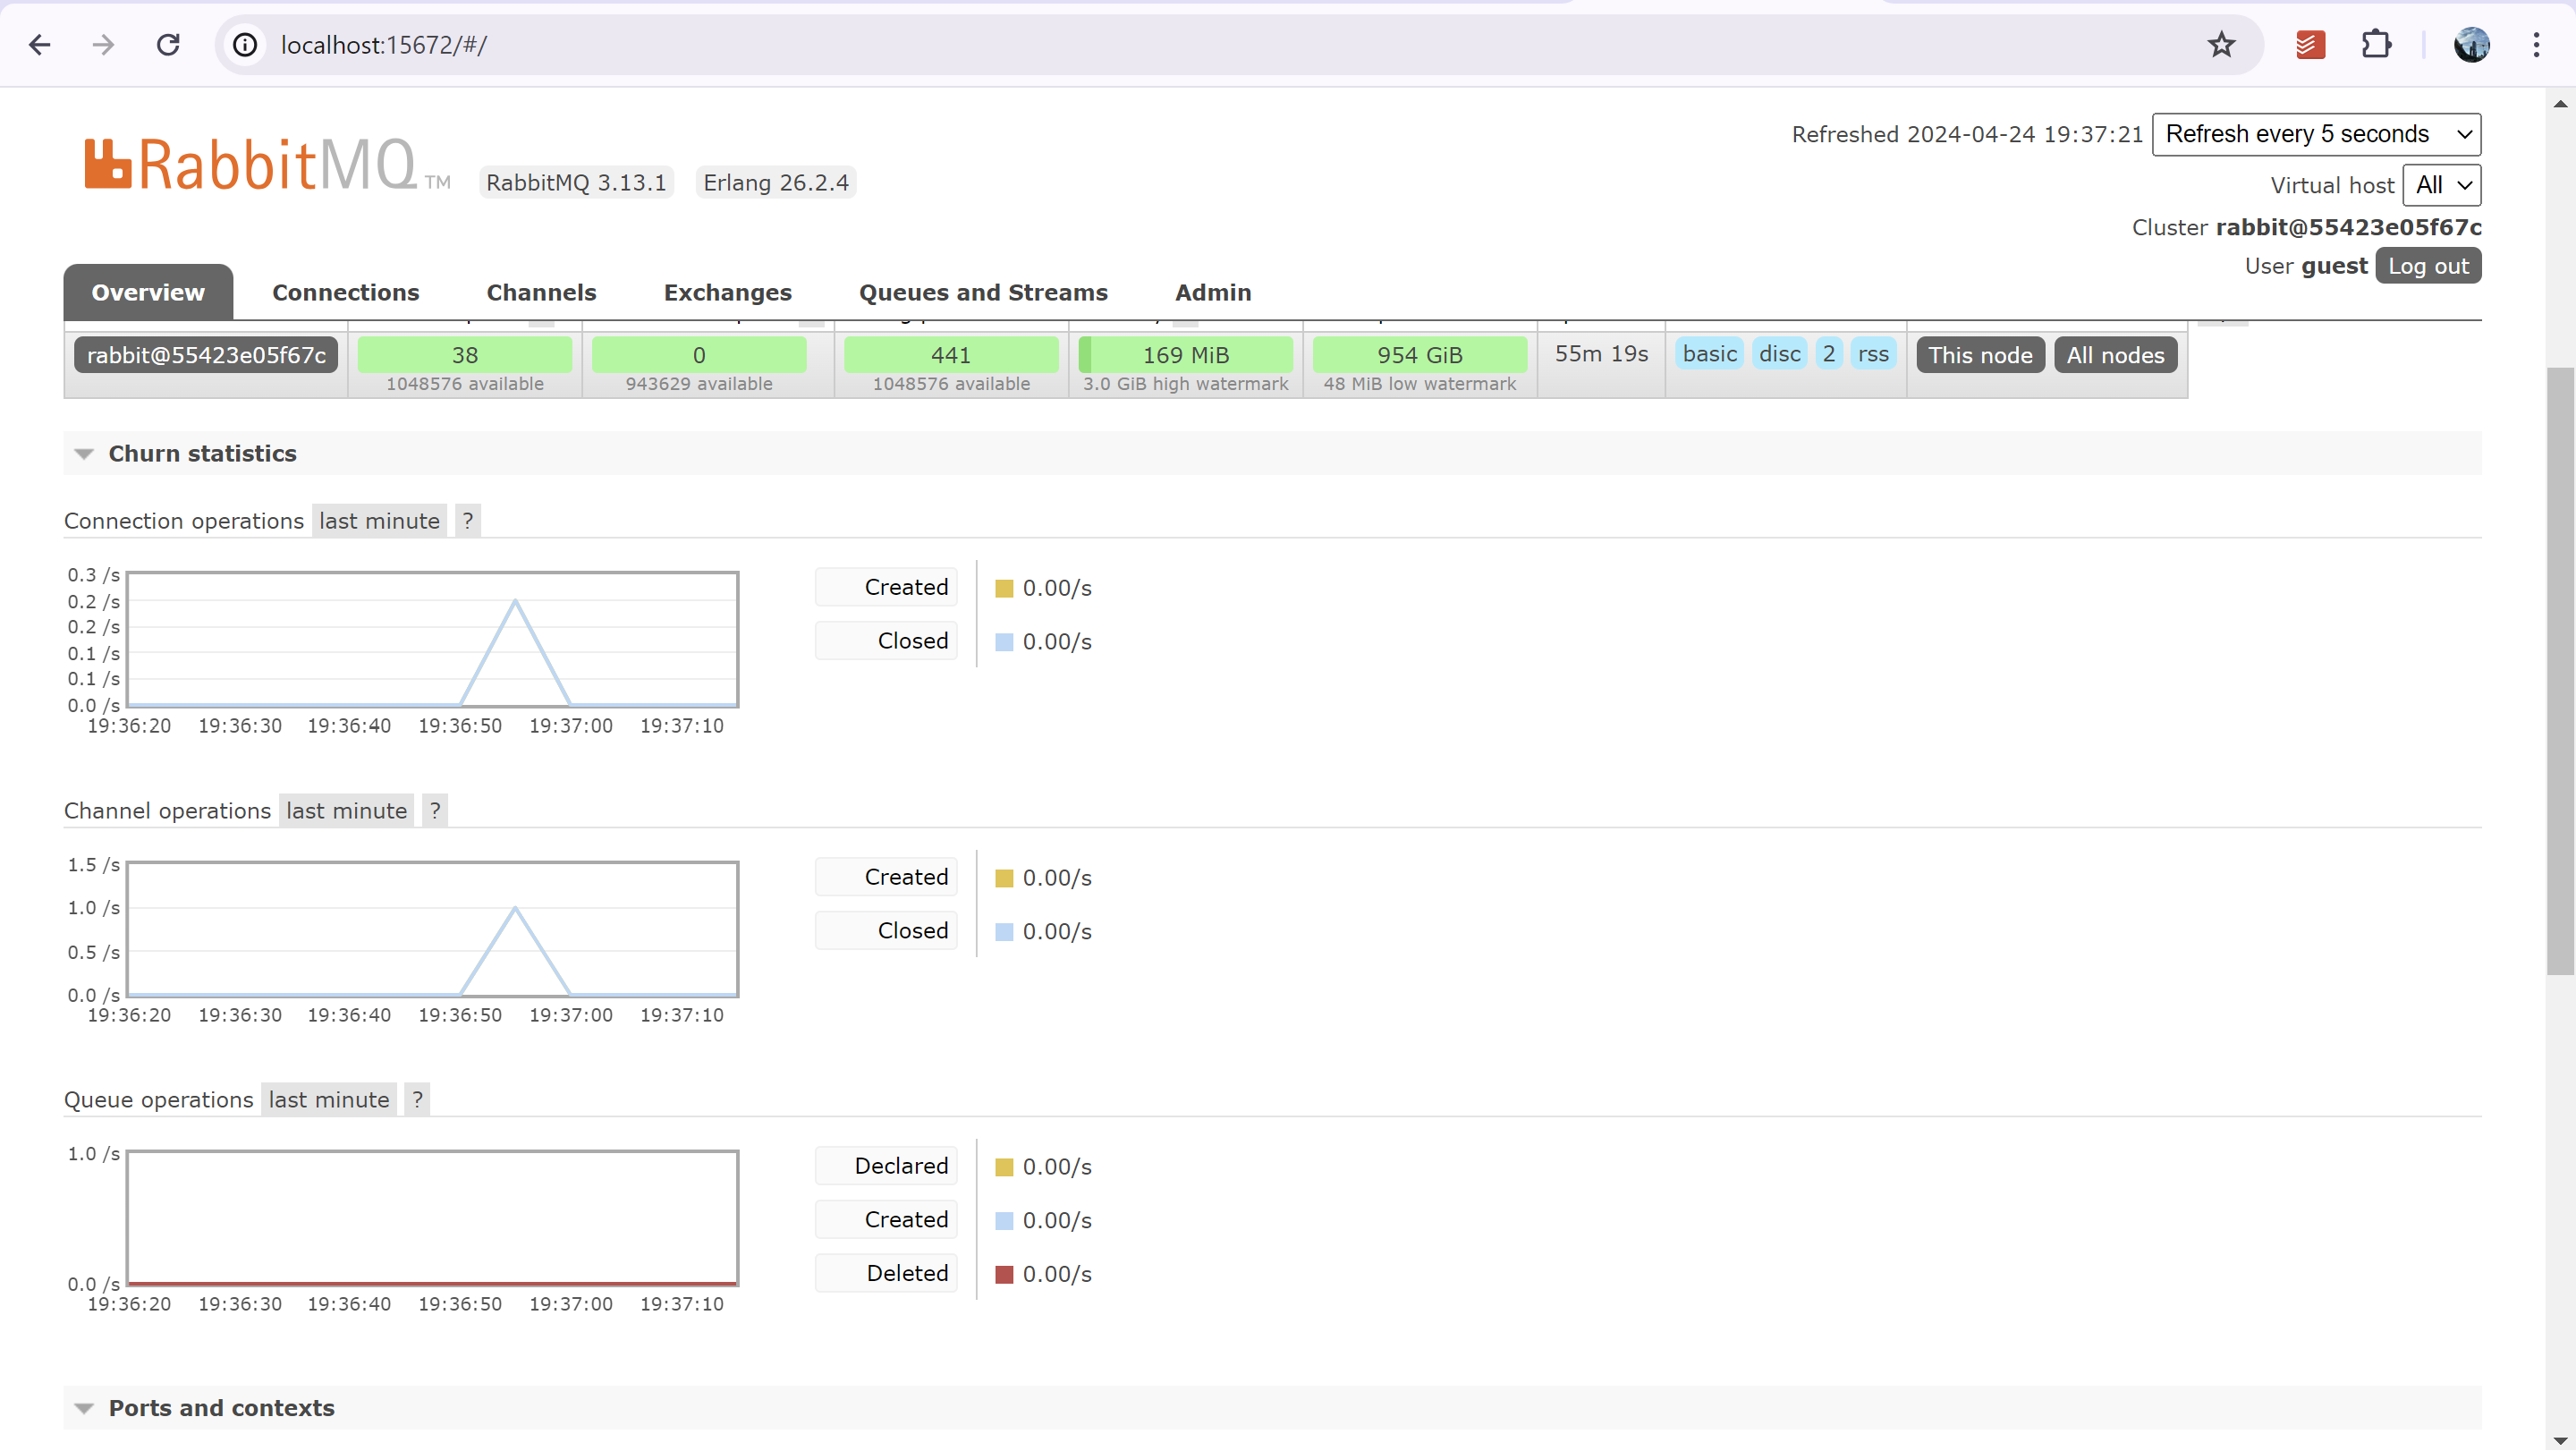 localhost:15672/#/
RabbitMQ TM RabbitMQ 3.13.1 Erlang 26.2.4
Refreshed 2024-04-24 19:37:21 Refresh every 5 seconds
Virtual host All
Cluster rabbit@55423e05f67c
User guest Log out
Overview Connections Channels Exchanges Queues and Streams Admin
rabbit@55423e05f67c 38 0 441 169 MiB 954 GiB 55m 19s basic disc 2 rss This node All nodes
1048576 available 943629 available 1048576 available 3.0 GiB high watermark 48 MiB low watermark
Churn statistics
Connection operations last minute ?
0.3 /s
0.2 /s
0.2 /s
0.1 /s
0.1 /s
0.0 /s
19:36:20 19:36:30 19:36:40 19:36:50 19:37:00 19:37:10
Created 0.00/s
Closed 0.00/s
Channel operations last minute ?
1.5 /s
1.0 /s
0.5 /s
0.0 /s
19:36:20 19:36:30 19:36:40 19:36:50 19:37:00 19:37:10
Created 0.00/s
Closed 0.00/s
Queue operations last minute ?
1.0 /s
0.0 /s
19:36:20 19:36:30 19:36:40 19:36:50 19:37:00 19:37:10
Declared 0.00/s
Created 0.00/s
Deleted 0.00/s
Ports and contexts